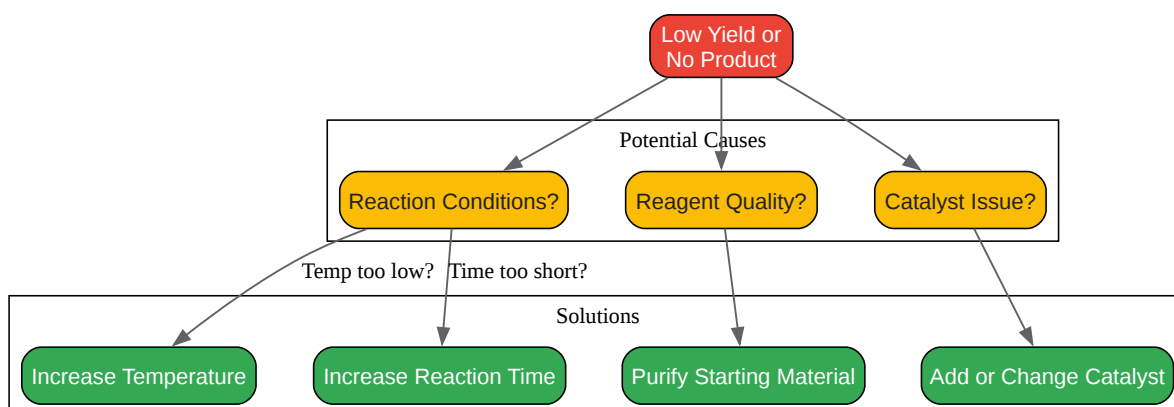 Low Yield or
No Product
Potential Causes
Reaction Conditions?
Reagent Quality?
Catalyst Issue?
Temp too low?
Time too short?
Solutions
Increase Temperature
Increase Reaction Time
Purify Starting Material
Add or Change Catalyst